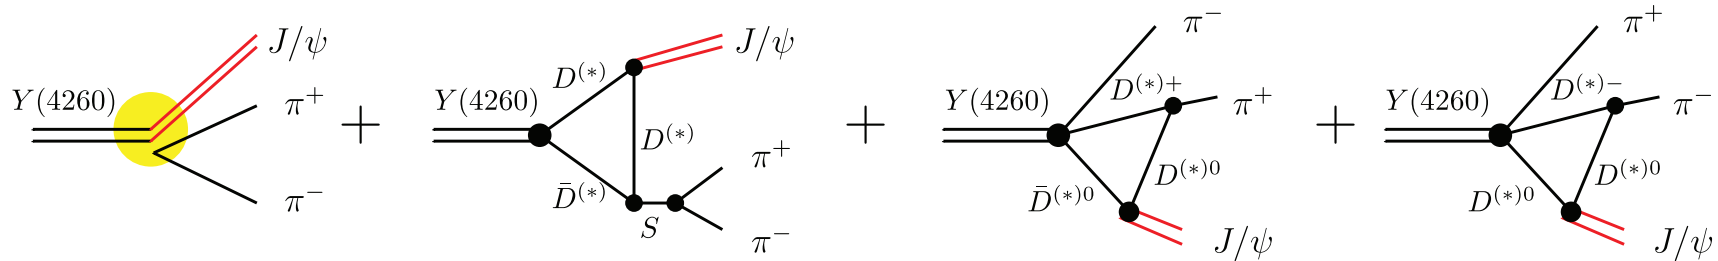 Y(4260)
J/ψ
π⁺
π⁻
+
Y(4260)
D⁽*⁾
J/ψ
D⁽*⁾
D̄⁽*⁾
S
π⁺
π⁻
+
Y(4260)
π⁻
D⁽*⁾⁺
π⁺
D̄⁽*⁾⁰
D⁽*⁾⁰
J/ψ
+
Y(4260)
π⁺
D⁽*⁾⁻
π⁻
D⁽*⁾⁰
D⁽*⁾⁰
J/ψ